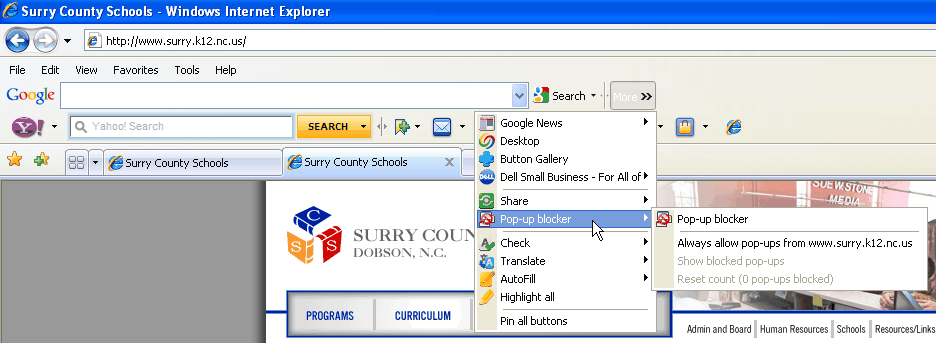 Surry County Schools - Windows Internet Explorer
http://www.surry.k12.nc.us/
File Edit View Favorites Tools Help
Google Search More »
Y! Yahoo! Search SEARCH
Surry County Schools Surry County Schools
Google News
Desktop
Button Gallery
DELL Dell Small Business - For All of
Share
Pop-up blocker
Check
Translate
AutoFill
Highlight all
Pin all buttons
Pop-up blocker
Always allow pop-ups from www.surry.k12.nc.us
Show blocked pop-ups
Reset count (0 pop-ups blocked)
SUEW STONE
MEDIA
C S S
SURRY COUN
DOBSON, N.C.
PROGRAMS CURRICULUM
Admin and Board Human Resources Schools Resources/Links